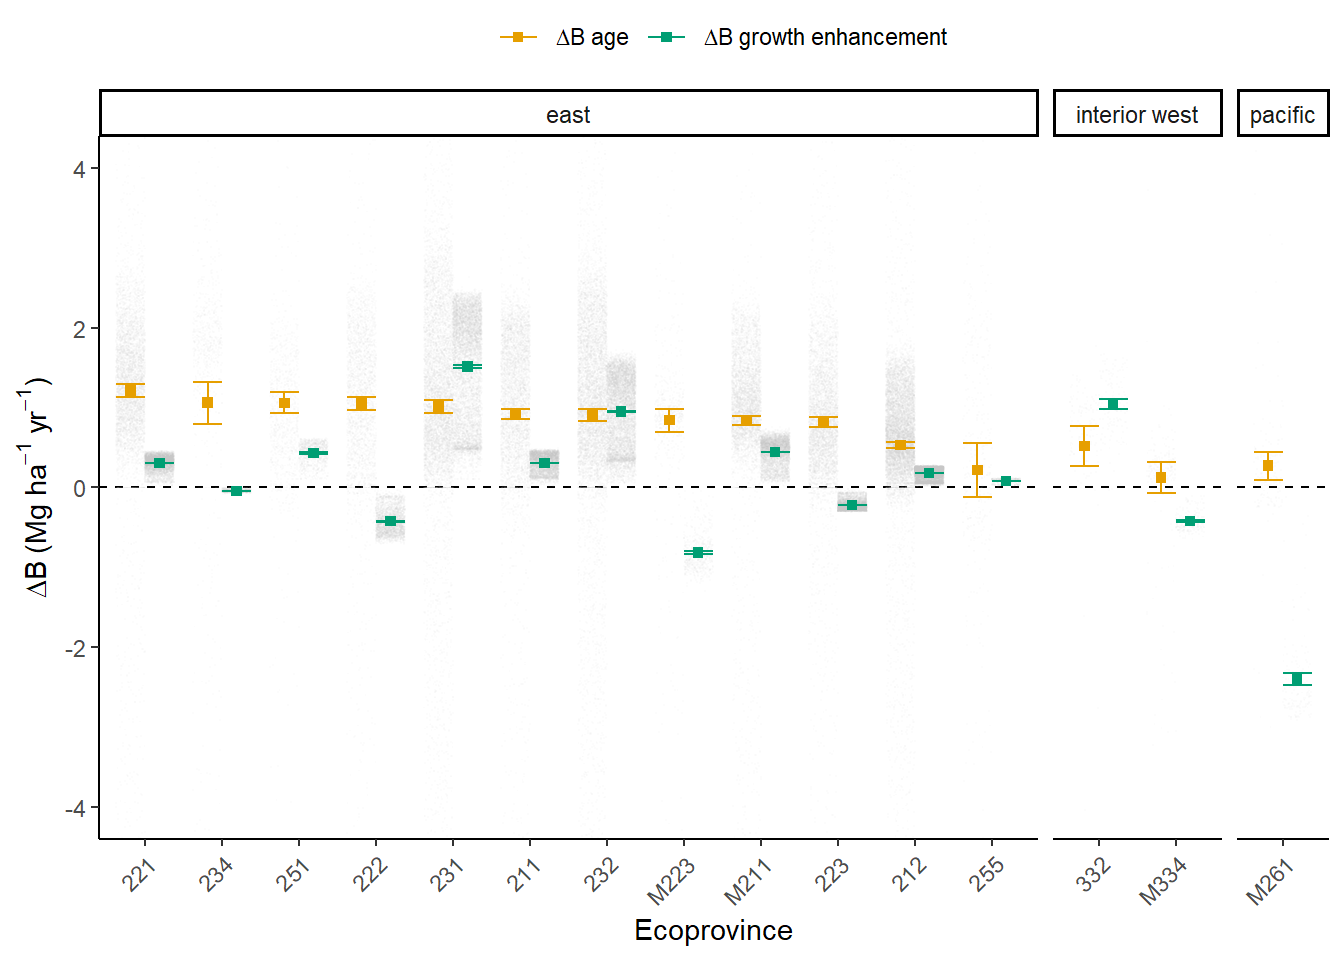 ΔB age ΔB growth enhancement
east interior west pacific
4
2
0
-2
-4
ΔB (Mg ha⁻¹ yr⁻¹)
221 234 251 222 231 211 232 M223 M211 223 212 255 332 M334 M261
Ecoprovince